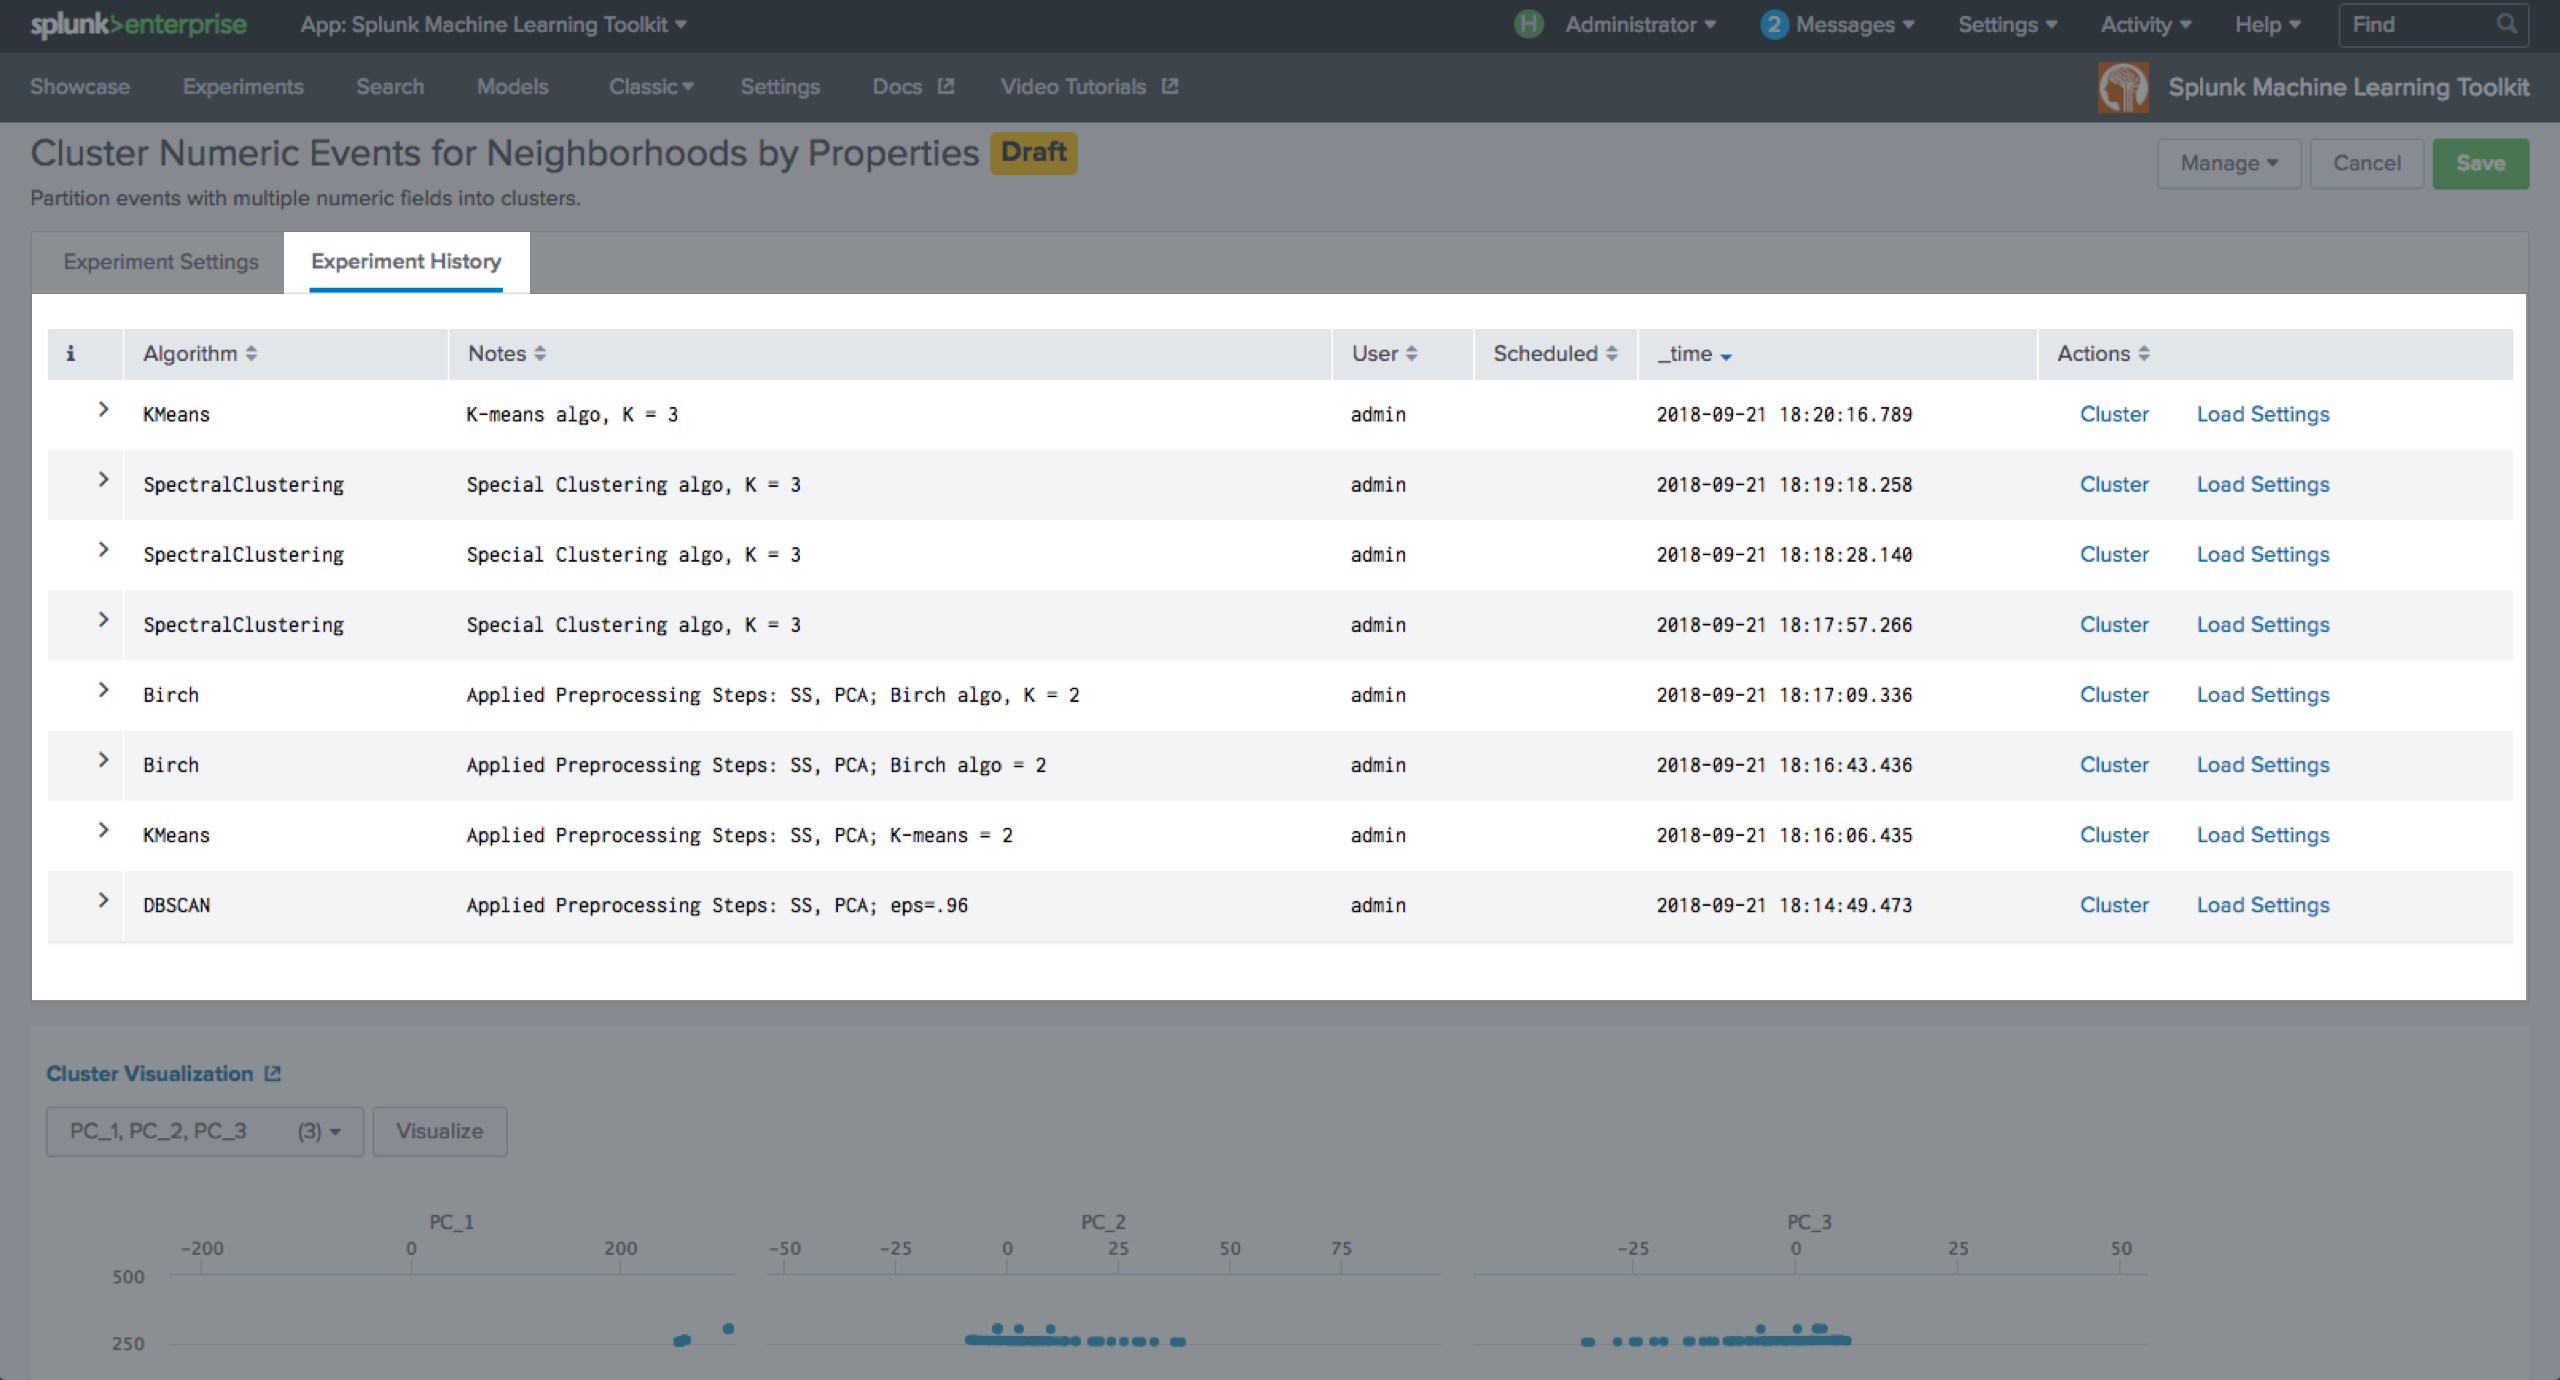 splunk>enterprise App: Splunk Machine Learning Toolkit H Administrator 2 Messages Settings Activity Help Find
Showcase Experiments Search Models Classic Settings Docs Video Tutorials Splunk Machine Learning Toolkit
Cluster Numeric Events for Neighborhoods by Properties Draft Manage Cancel Save
Partition events with multiple numeric fields into clusters.
Experiment Settings Experiment History
i Algorithm Notes User Scheduled _time Actions
KMeans K-means algo, K = 3 admin 2018-09-21 18:20:16.789 Cluster Load Settings
SpectralClustering Special Clustering algo, K = 3 admin 2018-09-21 18:19:18.258 Cluster Load Settings
SpectralClustering Special Clustering algo, K = 3 admin 2018-09-21 18:18:28.140 Cluster Load Settings
SpectralClustering Special Clustering algo, K = 3 admin 2018-09-21 18:17:57.266 Cluster Load Settings
Birch Applied Preprocessing Steps: SS, PCA; Birch algo, K = 2 admin 2018-09-21 18:17:09.336 Cluster Load Settings
Birch Applied Preprocessing Steps: SS, PCA; Birch algo = 2 admin 2018-09-21 18:16:43.436 Cluster Load Settings
KMeans Applied Preprocessing Steps: SS, PCA; K-means = 2 admin 2018-09-21 18:16:06.435 Cluster Load Settings
DBSCAN Applied Preprocessing Steps: SS, PCA; eps=.96 admin 2018-09-21 18:14:49.473 Cluster Load Settings
Cluster Visualization
PC_1, PC_2, PC_3 (3) Visualize
PC_1 PC_2 PC_3
-200 0 200 -50 -25 0 25 50 75 -25 0 25 50
500
250